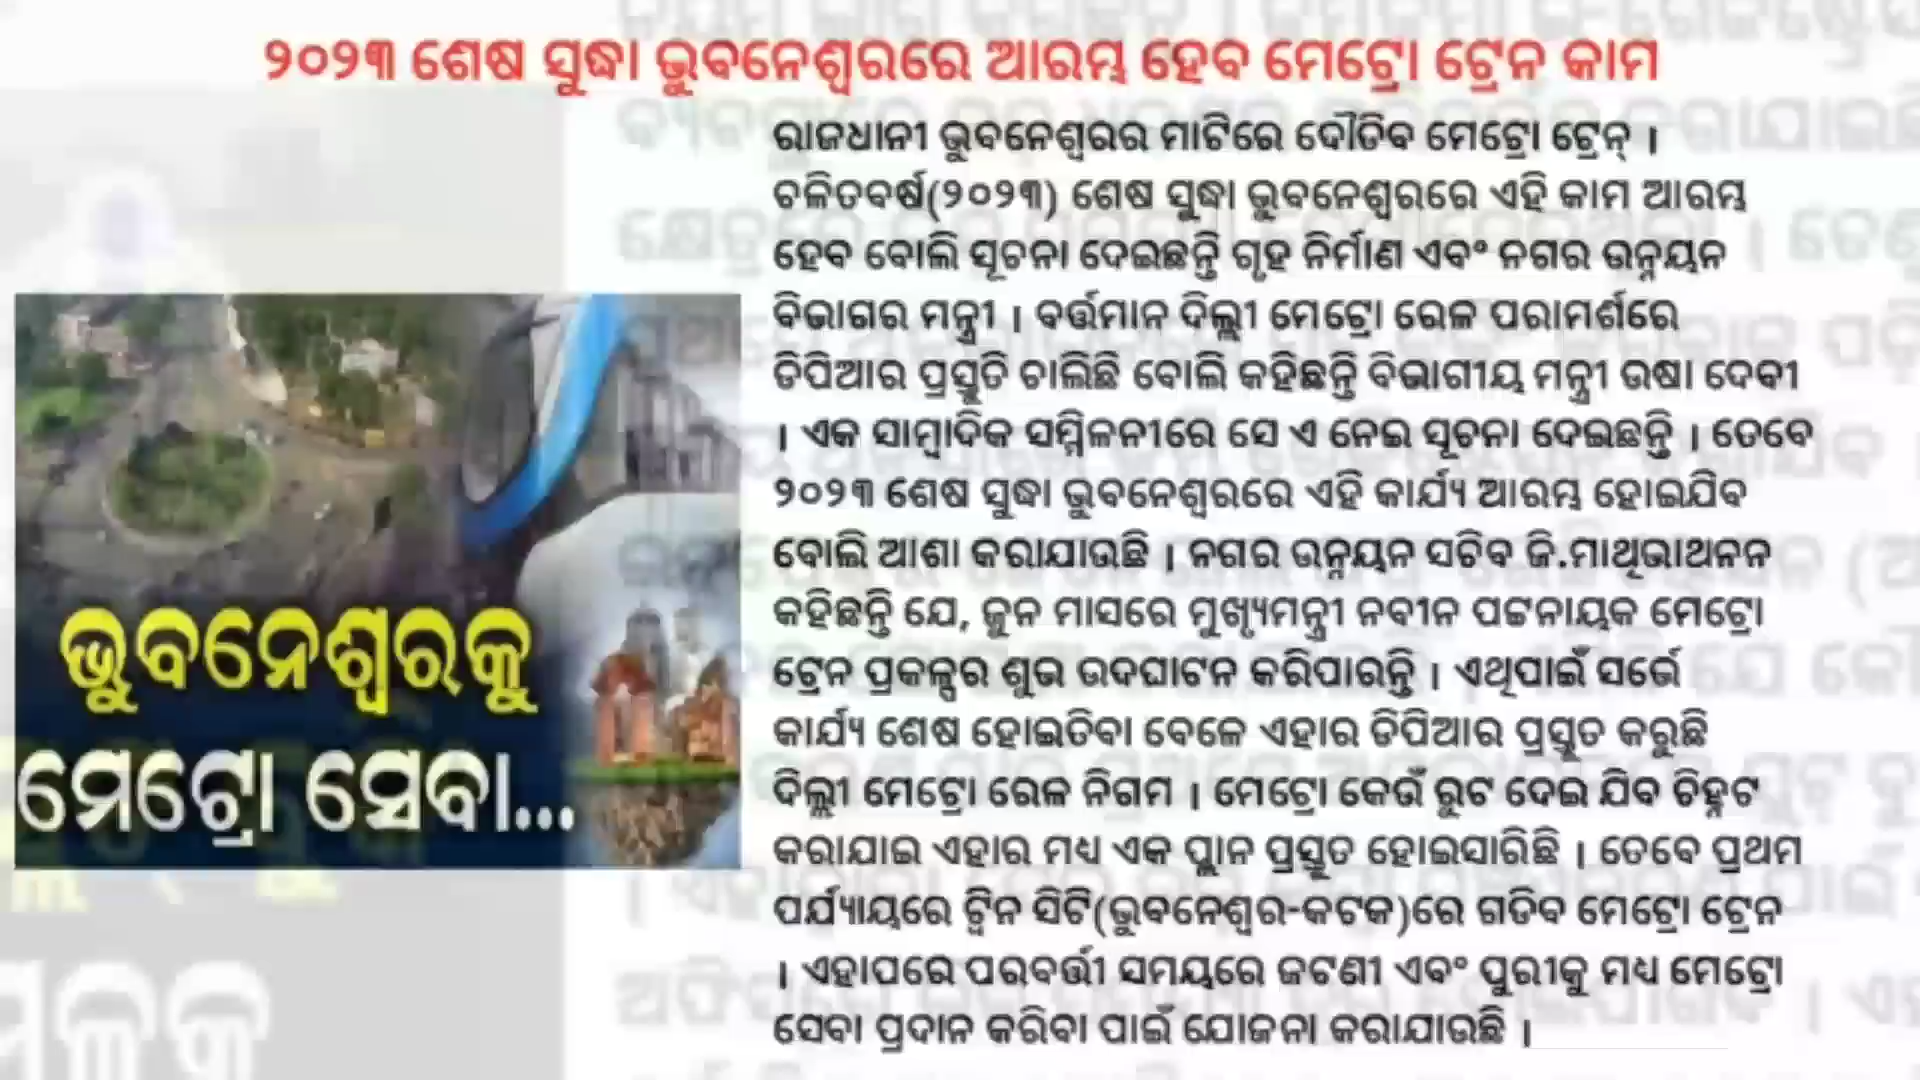 ୨୦୨୩ ଶେଷ ସୁଦ୍ଧା ଭୁବନେଶ୍ୱରରେ ଆରମ୍ଭ ହେବ ମେଟ୍ରୋ ଟ୍ରେନ କାମ
ରାଜଧାନୀ ଭୁବନେଶ୍ୱରର ମାଟିରେ ଦୌଡିବ ମେଟ୍ରୋ ଟ୍ରେନ୍ ।
ଚଳିତବର୍ଷ(୨୦୨୩) ଶେଷ ସୁଦ୍ଧା ଭୁବନେଶ୍ୱରରେ ଏହି କାମ ଆରମ୍ଭ
ହେବ ବୋଲି ସୂଚନା ଦେଇଛନ୍ତି ଗୃହ ନିର୍ମାଣ ଏବଂ ନଗର ଉନ୍ନୟନ
ବିଭାଗର ମନ୍ତ୍ରୀ । ବର୍ତ୍ତମାନ ଦିଲ୍ଲୀ ମେଟ୍ରୋ ରେଳ ପରାମର୍ଶରେ
ଡିପିଆର ପ୍ରସ୍ତୁତି ଚାଲିଛି ବୋଲି କହିଛନ୍ତି ବିଭାଗୀୟ ମନ୍ତ୍ରୀ ଉଷା ଦେବୀ
। ଏକ ସାମ୍ବାଦିକ ସମ୍ମିଳନୀରେ ସେ ଏ ନେଇ ସୂଚନା ଦେଇଛନ୍ତି । ତେବେ
୨୦୨୩ ଶେଷ ସୁଦ୍ଧା ଭୁବନେଶ୍ୱରରେ ଏହି କାର୍ଯ୍ୟ ଆରମ୍ଭ ହୋଇଯିବ
ବୋଲି ଆଶା କରାଯାଉଛି । ନଗର ଉନ୍ନୟନ ସଚିବ ଜି.ମାଥିଭାଥନନ
କହିଛନ୍ତି ଯେ, ଜୁନ ମାସରେ ମୁଖ୍ୟମନ୍ତ୍ରୀ ନବୀନ ପଟ୍ଟନାୟକ ମେଟ୍ରୋ
ଟ୍ରେନ ପ୍ରକଳ୍ପର ଶୁଭ ଉଦଘାଟନ କରିପାରନ୍ତି । ଏଥିପାଇଁ ସର୍ଭେ
କାର୍ଯ୍ୟ ଶେଷ ହୋଇଡିବା ବେଳେ ଏହାର ଡିପିଆର ପ୍ରସ୍ତୁତ କରୁଛି
ଦିଲ୍ଲୀ ମେଟ୍ରୋ ରେଳ ନିଗମ । ମେଟ୍ରୋ କେଉଁ ରୁଟ ଦେଇ ଯିବ ଚିହ୍ନଟ
କରାଯାଇ ଏହାର ମଧ୍ୟ ଏକ ପ୍ଲାନ ପ୍ରସ୍ତୁତ ହୋଇସାରିଛି । ତେବେ ପ୍ରଥମ
ପର୍ଯ୍ୟାୟରେ ଟ୍ୱିନ ସିଟି(ଭୁବନେଶ୍ୱର-କଟକ)ରେ ଗଡିବ ମେଟ୍ରୋ ଟ୍ରେନ
। ଏହାପରେ ପରବର୍ତ୍ତୀ ସମୟରେ ଜଟଣୀ ଏବଂ ପୁରୀକୁ ମଧ୍ୟ ମେଟ୍ରୋ
ସେବା ପ୍ରଦାନ କରିବା ପାଇଁ ଯୋଜନା କରାଯାଉଛି ।
ଭୁବନେଶ୍ୱରକୁ
ମେଟ୍ରୋ ସେବା...